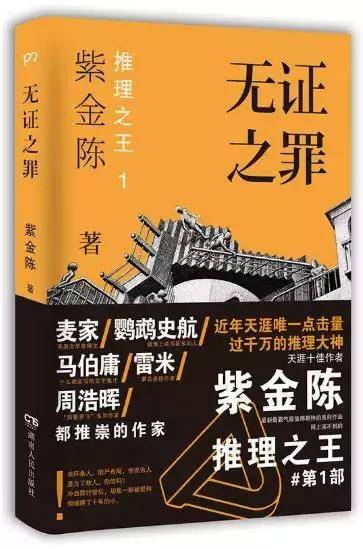 无证之罪
紫金陈
著
湖南人民出版社
推理之王 1
紫金陈 著
无证
之罪
麦家/鹦鹉史航/
马伯庸/雷米/
周浩晖/
都推崇的作家
近年天涯唯一点击量
过千万的推理大神
天涯十佳作者
紫金陈
推理之王
#第1部